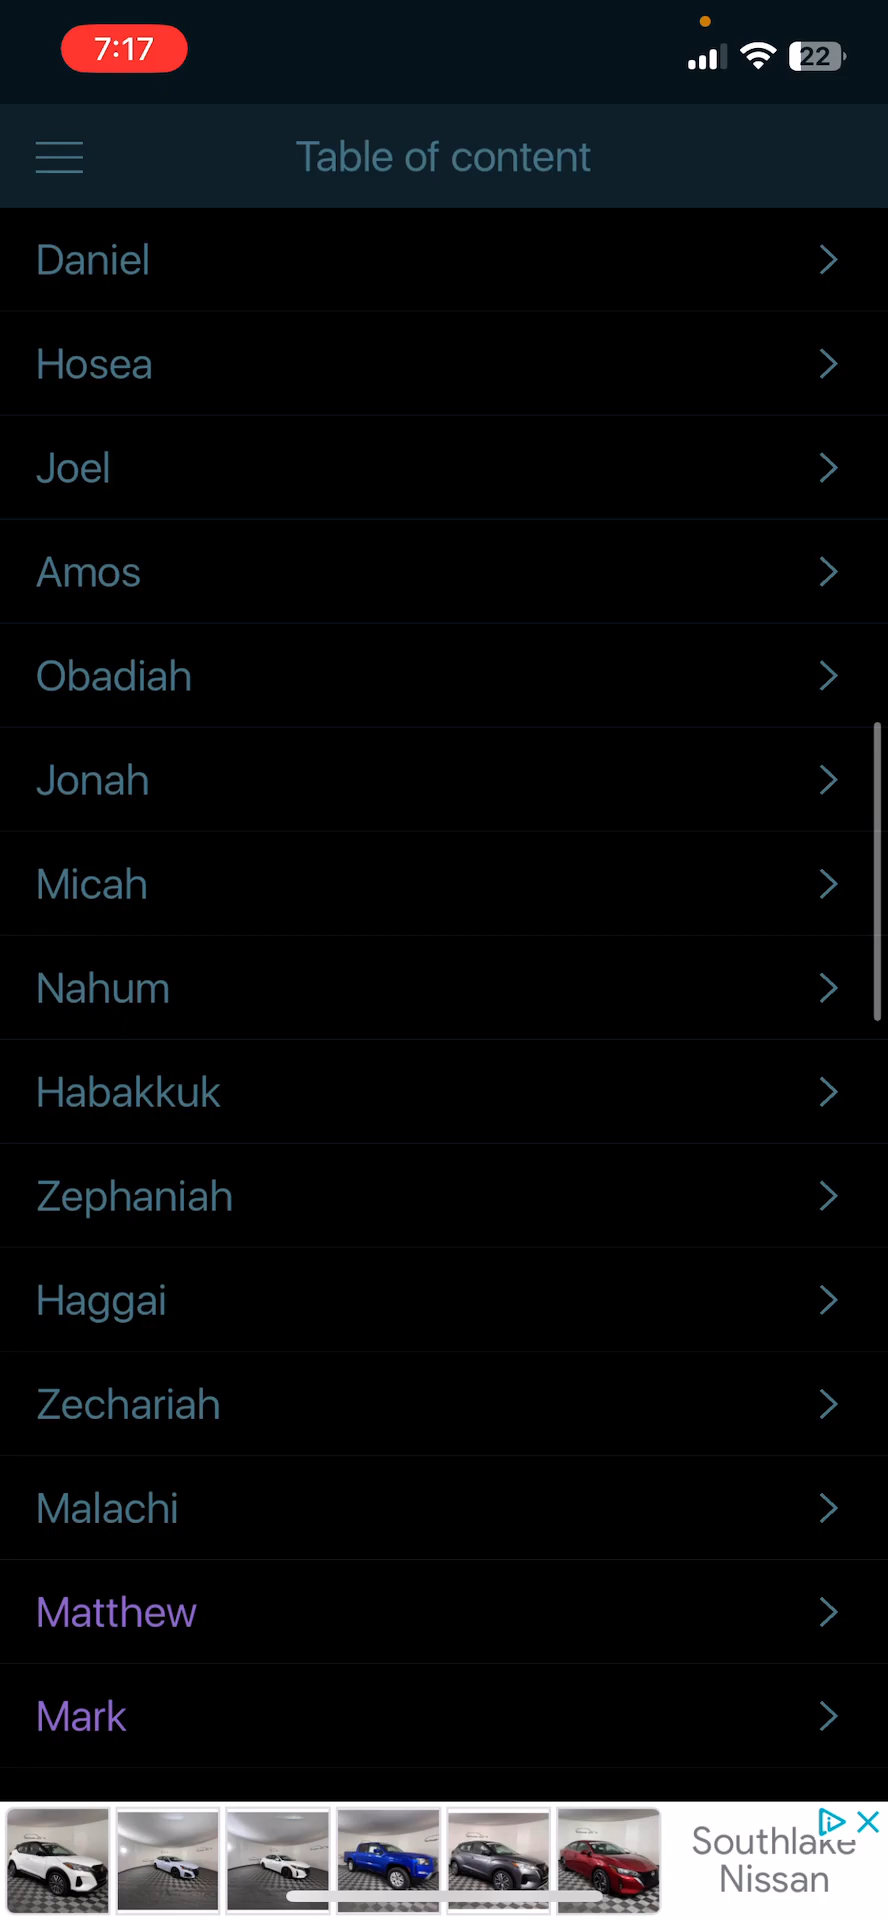 7:17
22
Table of content
Daniel
Hosea
Joel
Amos
Obadiah
Jonah
Micah
Nahum
Habakkuk
Zephaniah
Haggai
Zechariah
Malachi
Matthew
Mark
Southlake
Nissan